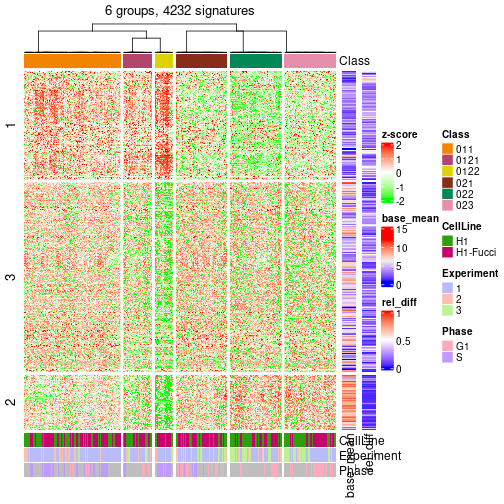 6 groups, 4232 signatures
Class
1
3
2
z-score
2
1
0
-1
-2
base_mean
15
10
5
0
rel_diff
1
0.5
0
Class
011
0121
0122
021
022
023
CellLine
H1
H1-Fucci
Experiment
1
2
3
Phase
G1
S
CellLine
Experiment
Phase
base_mean
rel_diff